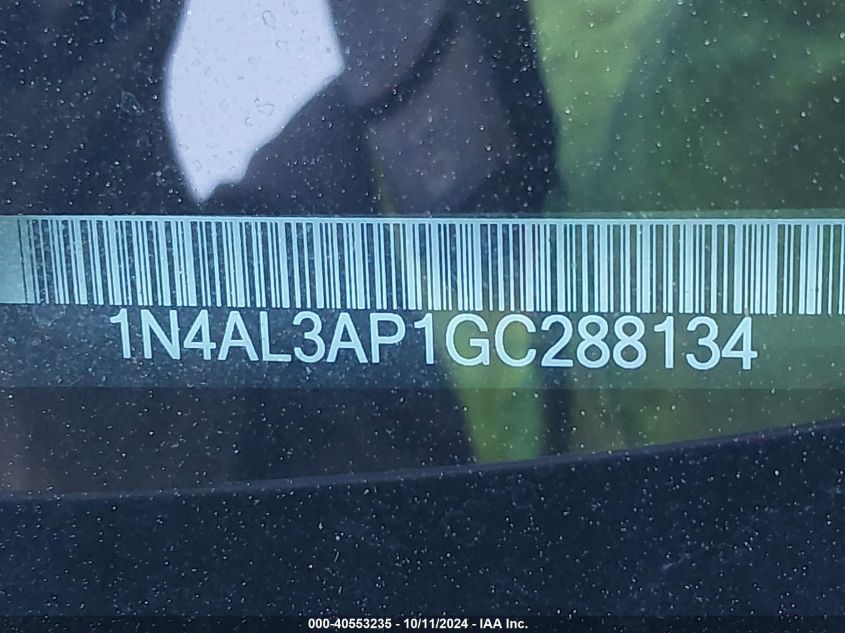 1N4AL3AP1GC288134
000-40553235 - 10/11/2024 - IAA Inc.